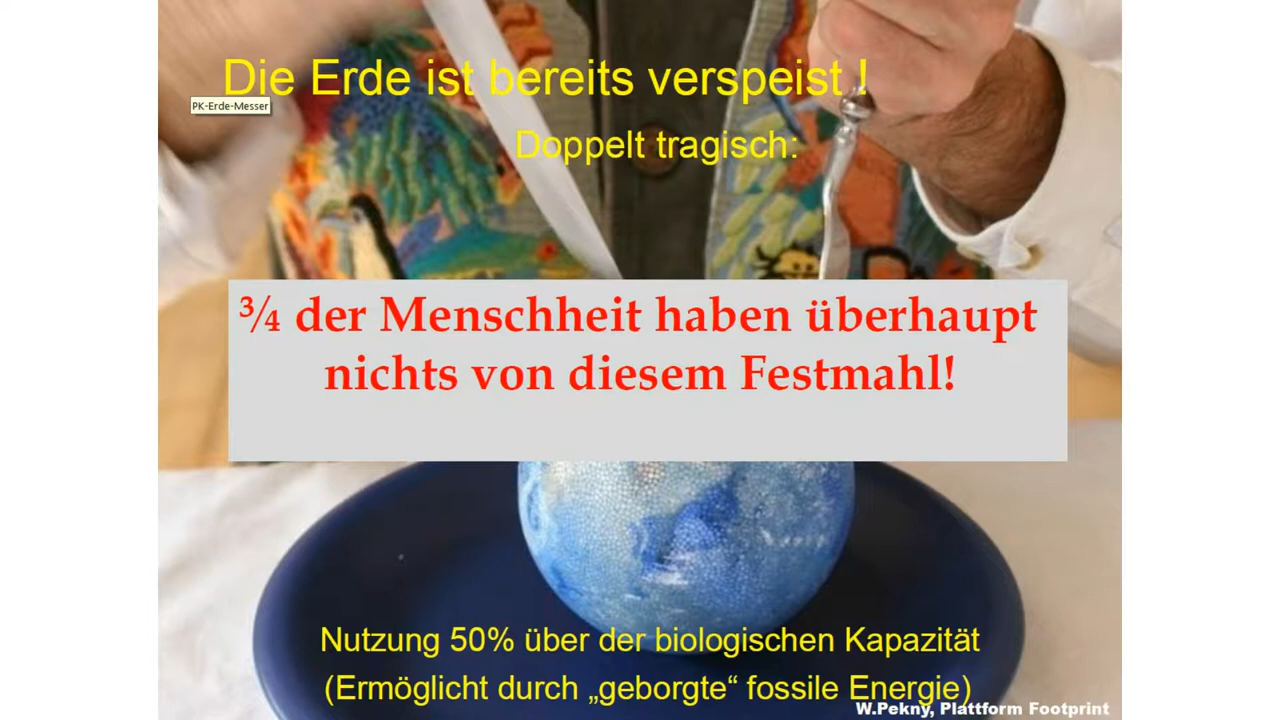 Die Erde ist bereits verspeist !
PK-Erde-Messer
Doppelt tragisch:
¾ der Menschheit haben überhaupt
nichts von diesem Festmahl!
Nutzung 50% über der biologischen Kapazität
(Ermöglicht durch „geborgte“ fossile Energie)
W.Pekny, Plattform Footprint